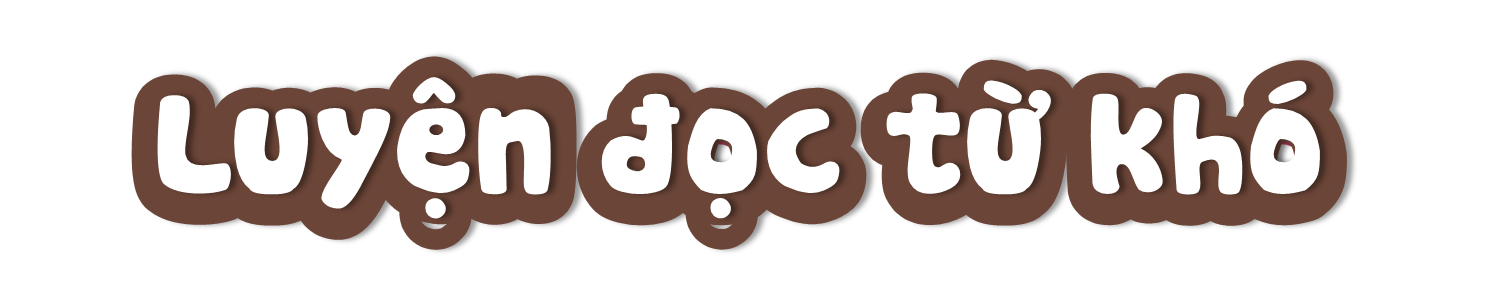 Luyện đọc từ khó